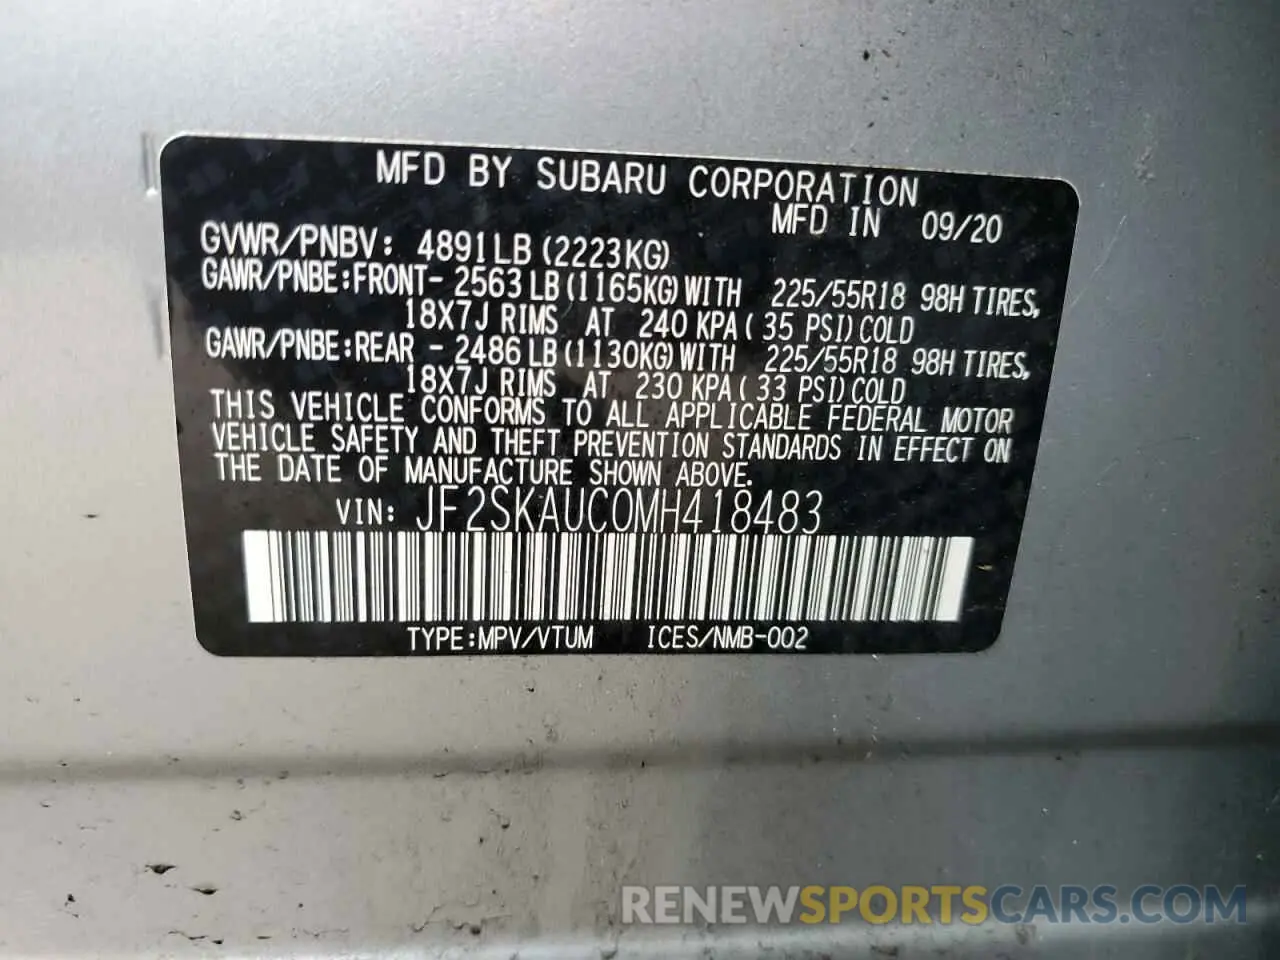 MFD BY SUBARU CORPORATION
MFD IN 09/20
GVWR/PNBV: 4891LB (2223KG)
GAWR/PNBE:FRONT- 2563 LB (1165KG) WITH 225/55R18 98H TIRES,
18X7J RIMS AT 240 KPA ( 35 PSI) COLD
GAWR/PNBE:REAR - 2486 LB (1130KG) WITH 225/55R18 98H TIRES,
18X7J RIMS AT 230 KPA ( 33 PSI) COLD
THIS VEHICLE CONFORMS TO ALL APPLICABLE FEDERAL MOTOR
VEHICLE SAFETY AND THEFT PREVENTION STANDARDS IN EFFECT ON
THE DATE OF MANUFACTURE SHOWN ABOVE.
VIN: JF2SKAUC0MH418483
TYPE:MPV/VTUM ICES/NMB-002
RENEWSPORTSCARS.COM